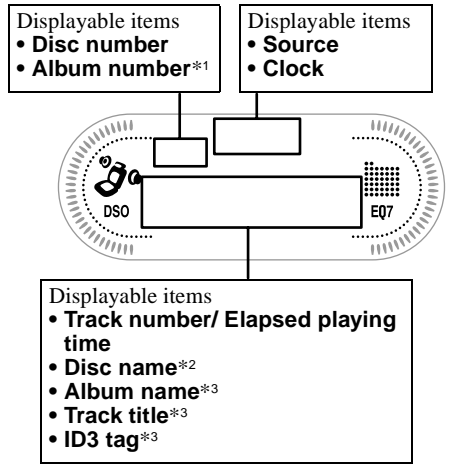 Displayable items
• Disc number
• Album number*1
Displayable items
• Source
• Clock
DSO
EQ7
Displayable items
• Track number/ Elapsed playing
time
• Disc name*2
• Album name*3
• Track title*3
• ID3 tag*3